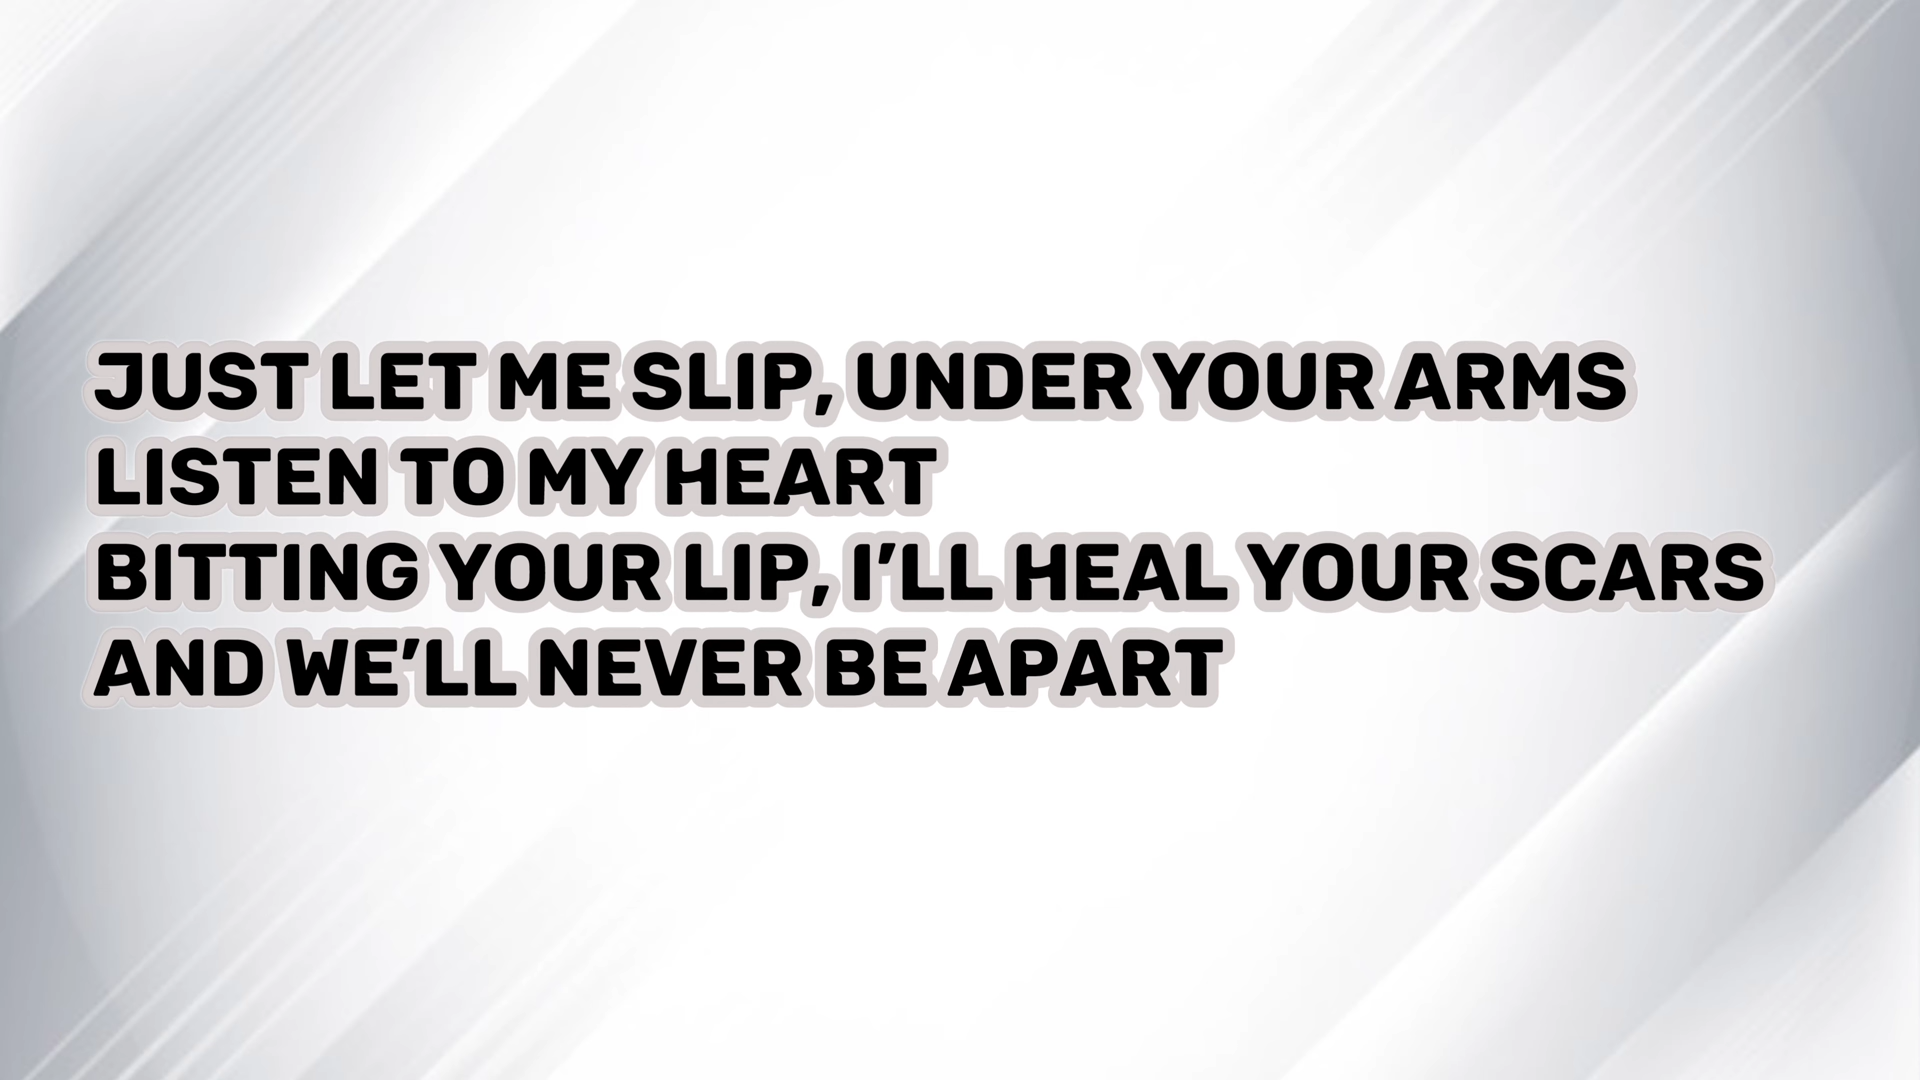 JUST LET ME SLIP, UNDER YOUR ARMS
LISTEN TO MY HEART
BITTING YOUR LIP, I’LL HEAL YOUR SCARS
AND WE’LL NEVER BE APART